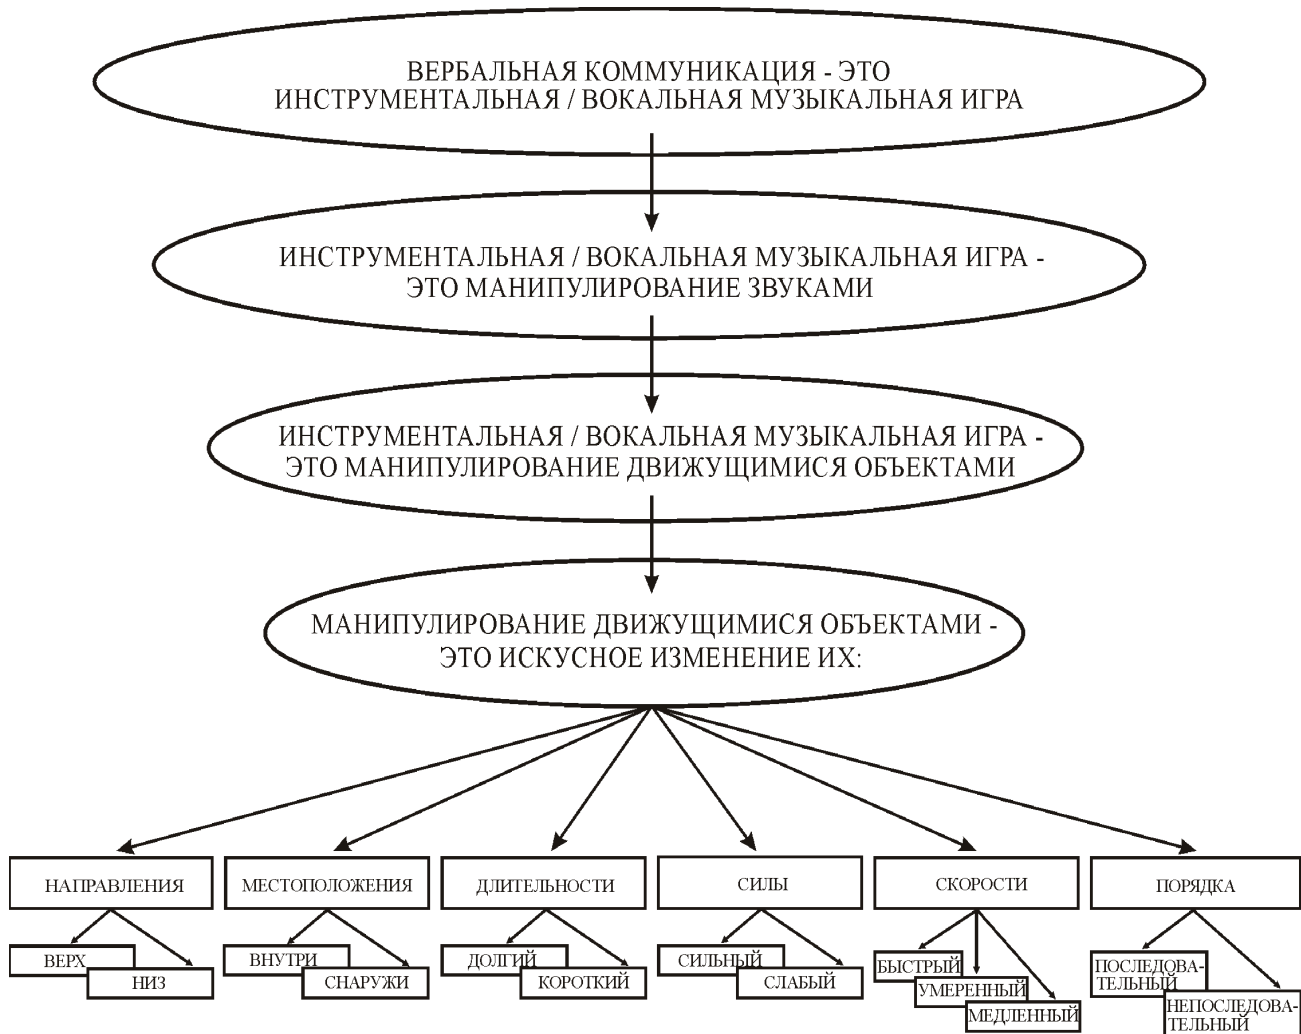 ВЕРБАЛЬНАЯ КОММУНИКАЦИЯ - ЭТО
ИНСТРУМЕНТАЛЬНАЯ / ВОКАЛЬНАЯ МУЗЫКАЛЬНАЯ ИГРА
ИНСТРУМЕНТАЛЬНАЯ / ВОКАЛЬНАЯ МУЗЫКАЛЬНАЯ ИГРА -
ЭТО МАНИПУЛИРОВАНИЕ ЗВУКАМИ
ИНСТРУМЕНТАЛЬНАЯ / ВОКАЛЬНАЯ МУЗЫКАЛЬНАЯ ИГРА -
ЭТО МАНИПУЛИРОВАНИЕ ДВИЖУЩИМИСЯ ОБЪЕКТАМИ
МАНИПУЛИРОВАНИЕ ДВИЖУЩИМИСЯ ОБЪЕКТАМИ -
ЭТО ИСКУСНОЕ ИЗМЕНЕНИЕ ИХ:
НАПРАВЛЕНИЯ
ВЕРХ
НИЗ
МЕСТОПОЛОЖЕНИЯ
ВНУТРИ
СНАРУЖИ
ДЛИТЕЛЬНОСТИ
ДОЛГИЙ
КОРОТКИЙ
СИЛЫ
СИЛЬНЫЙ
СЛАБЫЙ
СКОРОСТИ
БЫСТРЫЙ
УМЕРЕННЫЙ
МЕДЛЕННЫЙ
ПОРЯДКА
ПОСЛЕДОВА-
ТЕЛЬНЫЙ
НЕПОСЛЕДОВА-
ТЕЛЬНЫЙ